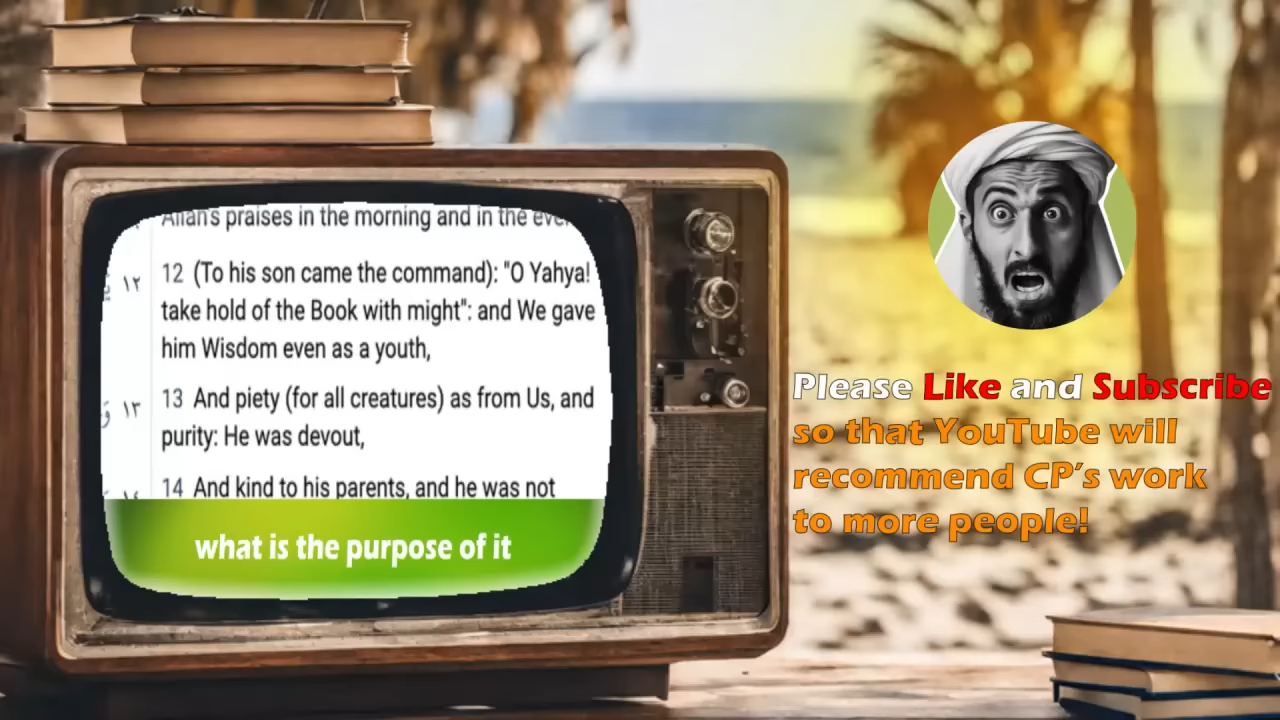 Allah's praises in the morning and in the
١٢ 12 (To his son came the command): "O Yahya!
take hold of the Book with might": and We gave
him Wisdom even as a youth,
١٣ 13 And piety (for all creatures) as from Us, and
purity: He was devout,
14 And kind to his parents, and he was not
what is the purpose of it
Please Like and Subscribe
so that YouTube will
recommend CP's work
to more people!